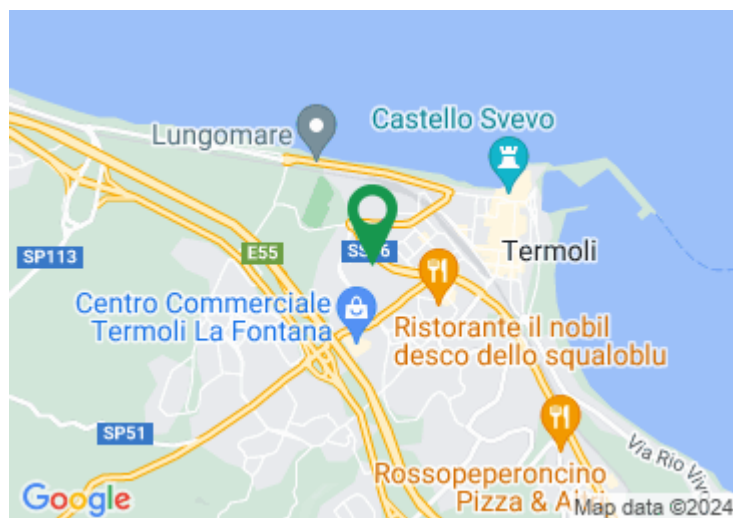 Lungomare
Castello Svevo
SP113
E55
Termoli
Centro Commerciale
Termoli La Fontana
Ristorante il nobil
desco dello squaloblu
SP51
Via Rio Vivo
Rossopeperoncino
Pizza &
Google
Map data ©2024